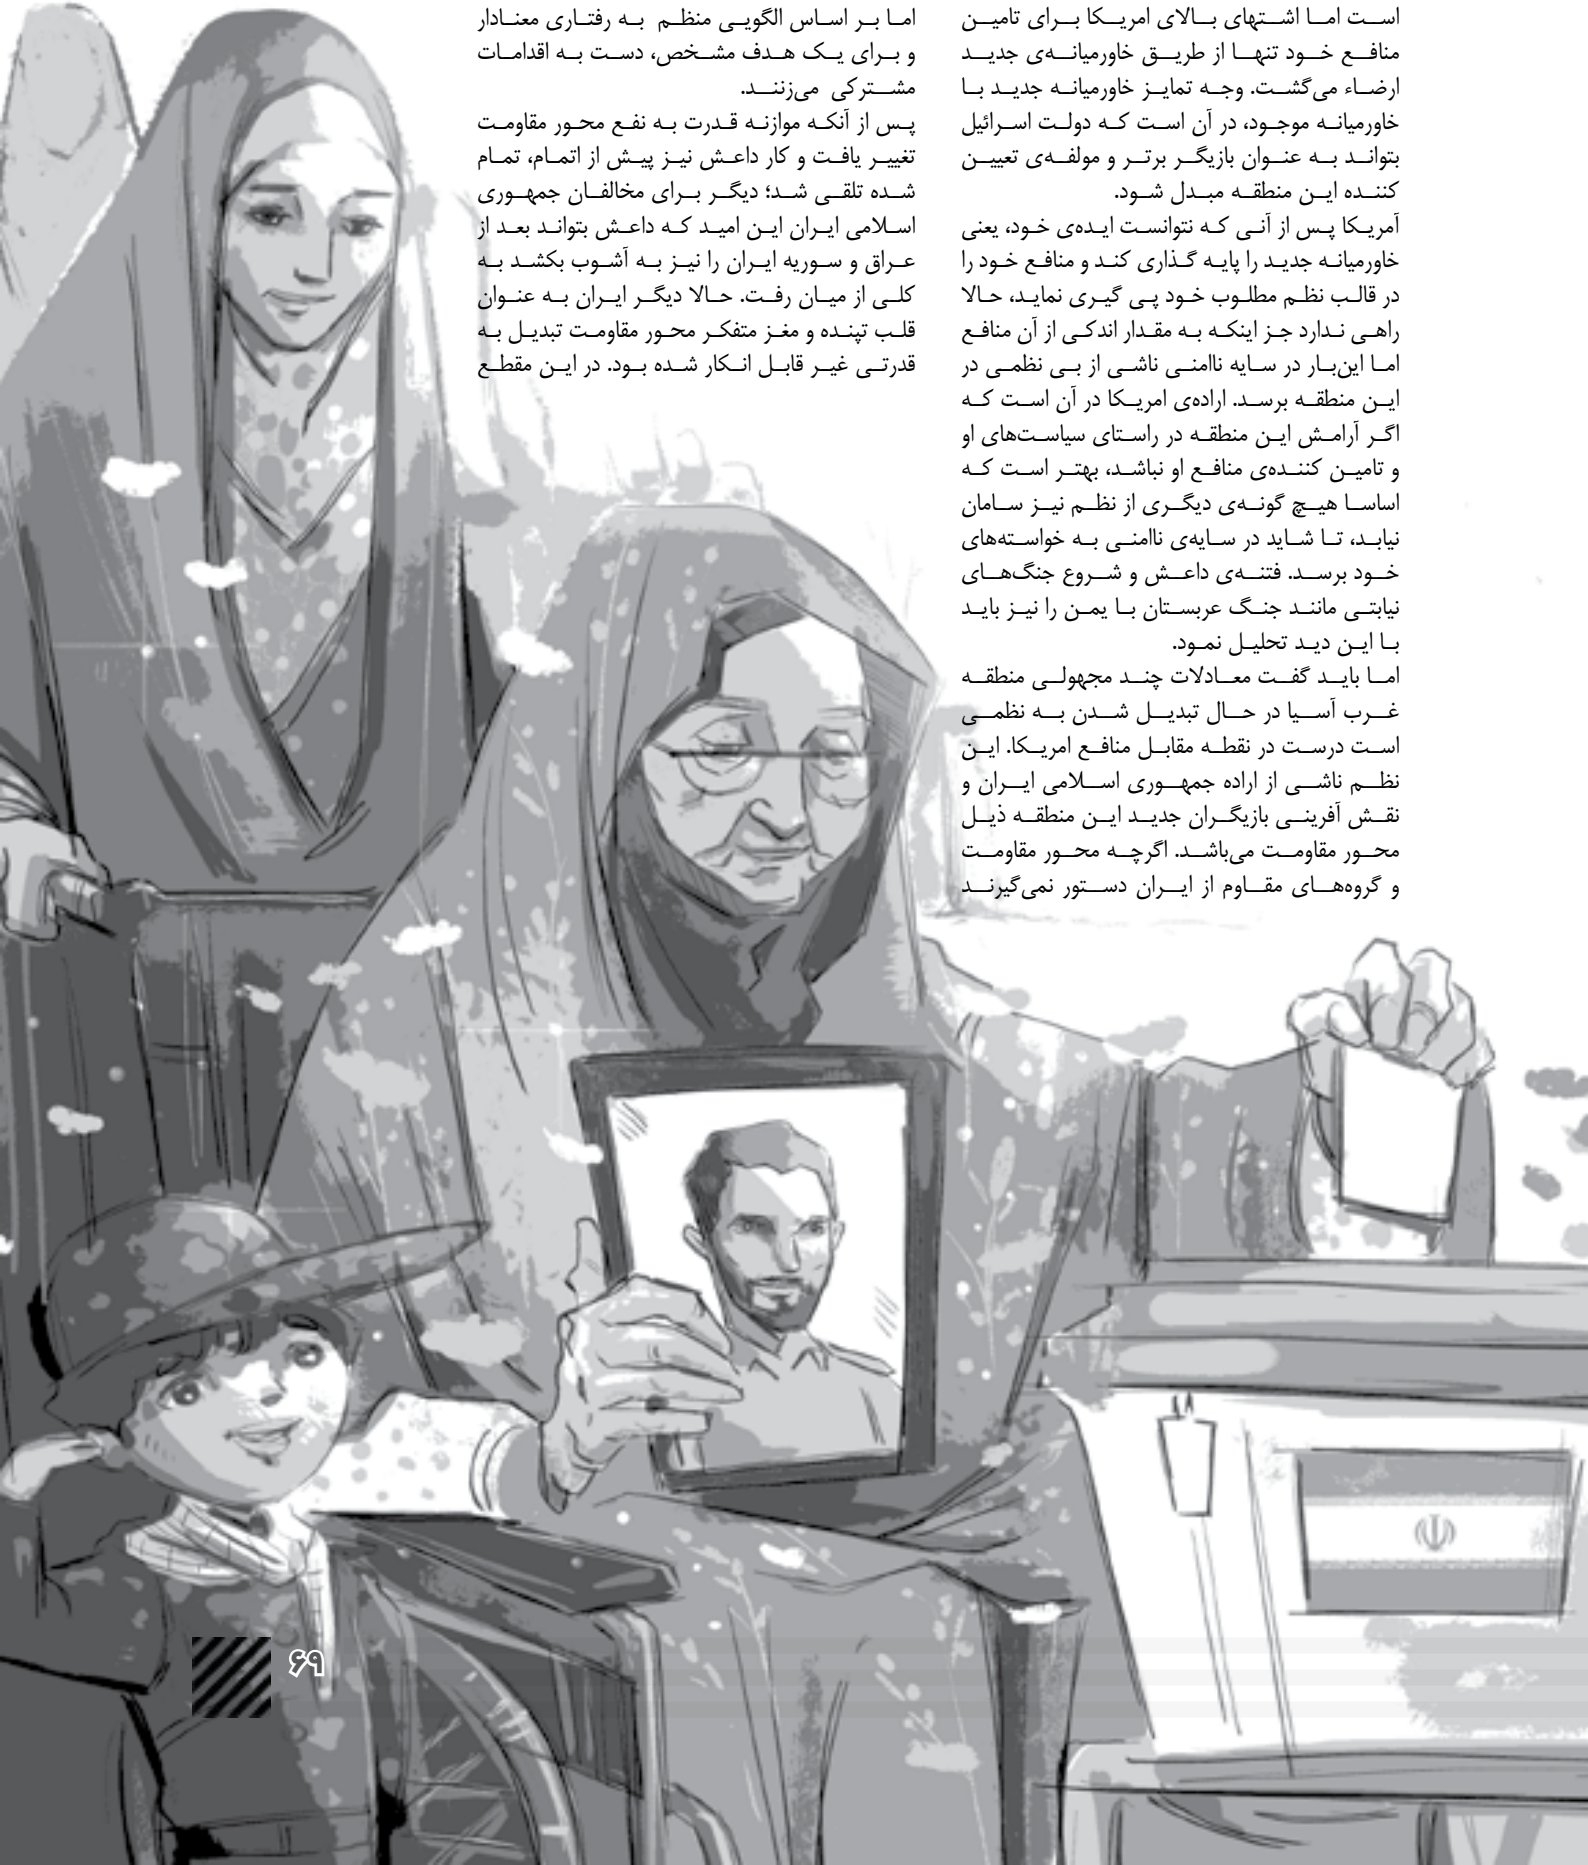 است اما اشتهای بالای امریکا برای تامین
منافع خود تنها از طریق خاورمیانه‌ی جدید
ارضاء می‌گشت. وجه تمایز خاورمیانه جدید با
خاورمیانه موجود، در آن است که دولت اسرائیل
بتواند به عنوان بازیگر برتر و مولفه‌ی تعیین
کننده این منطقه مبدل شود.
آمریکا پس از آنی که نتوانست ایده‌ی خود، یعنی
خاورمیانه جدید را پایه گذاری کند و منافع خود را
در قالب نظم مطلوب خود پی گیری نماید، حالا
راهی ندارد جز اینکه به مقدار اندکی از آن منافع
اما این‌بار در سایه ناامنی ناشی از بی نظمی در
این منطقه برسد. اراده‌ی امریکا در آن است که
اگر آرامش این منطقه در راستای سیاست‌های او
و تامین کننده‌ی منافع او نباشد، بهتر است که
اساسا هیچ گونه‌ی دیگری از نظم نیز سامان
نیابد، تا شاید در سایه‌ی ناامنی به خواسته‌های
خود برسد. فتنه‌ی داعش و شروع جنگ‌های
نیابتی مانند جنگ عربستان با یمن را نیز باید
با این دید تحلیل نمود.
اما باید گفت معادلات چند مجهولی منطقه
غرب آسیا در حال تبدیل شدن به نظمی
است درست در نقطه مقابل منافع امریکا. این
نظم ناشی از اراده جمهوری اسلامی ایران و
نقش آفرینی بازیگران جدید این منطقه ذیل
محور مقاومت می‌باشد. اگرچه محور مقاومت
و گروه‌های مقاوم از ایران دستور نمی‌گیرند
اما بر اساس الگویی منظم به رفتاری معنادار
و برای یک هدف مشخص، دست به اقدامات
مشترکی می‌زنند.
پس از آنکه موازنه قدرت به نفع محور مقاومت
تغییر یافت و کار داعش نیز پیش از اتمام، تمام
شده تلقی شد؛ دیگر برای مخالفان جمهوری
اسلامی ایران این امید که داعش بتواند بعد از
عراق و سوریه ایران را نیز به آشوب بکشد به
کلی از میان رفت. حالا دیگر ایران به عنوان
قلب تپنده و مغز متفکر محور مقاومت تبدیل به
قدرتی غیر قابل انکار شده بود. در این مقطع
۶۹